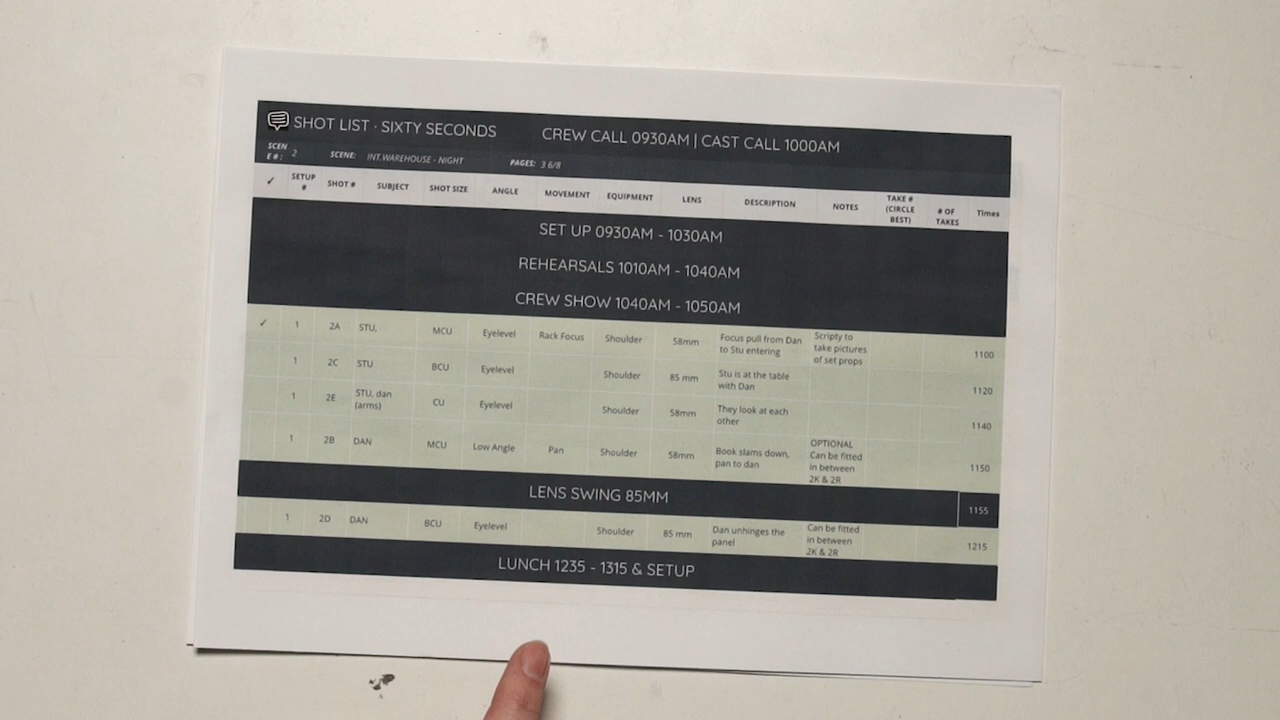 SHOT LIST · SIXTY SECONDS CREW CALL 0930AM | CAST CALL 1000AM
SCEN E#: 2 SCENE: INT.WAREHOUSE - NIGHT PAGES: 3 6/8
✓ SETUP # SHOT # SUBJECT SHOT SIZE ANGLE MOVEMENT EQUIPMENT LENS DESCRIPTION NOTES TAKE # (CIRCLE BEST) # OF TAKES Times
SET UP 0930AM - 1030AM
REHEARSALS 1010AM - 1040AM
CREW SHOW 1040AM - 1050AM
✓ 1 2A STU, MCU Eyelevel Rack Focus Shoulder 58mm Focus pull from Dan to Stu entering Scripty to take pictures of set props 1100
1 2C STU BCU Eyelevel Shoulder 85 mm Stu is at the table with Dan 1120
1 2E STU, dan (arms) CU Eyelevel Shoulder 58mm They look at each other 1140
1 2B DAN MCU Low Angle Pan Shoulder 58mm Book slams down, pan to dan OPTIONAL Can be fitted in between 2K & 2R 1150
LENS SWING 85MM 1155
1 2D DAN BCU Eyelevel Shoulder 85 mm Dan unhinges the panel Can be fitted in between 2K & 2R 1215
LUNCH 1235 - 1315 & SETUP